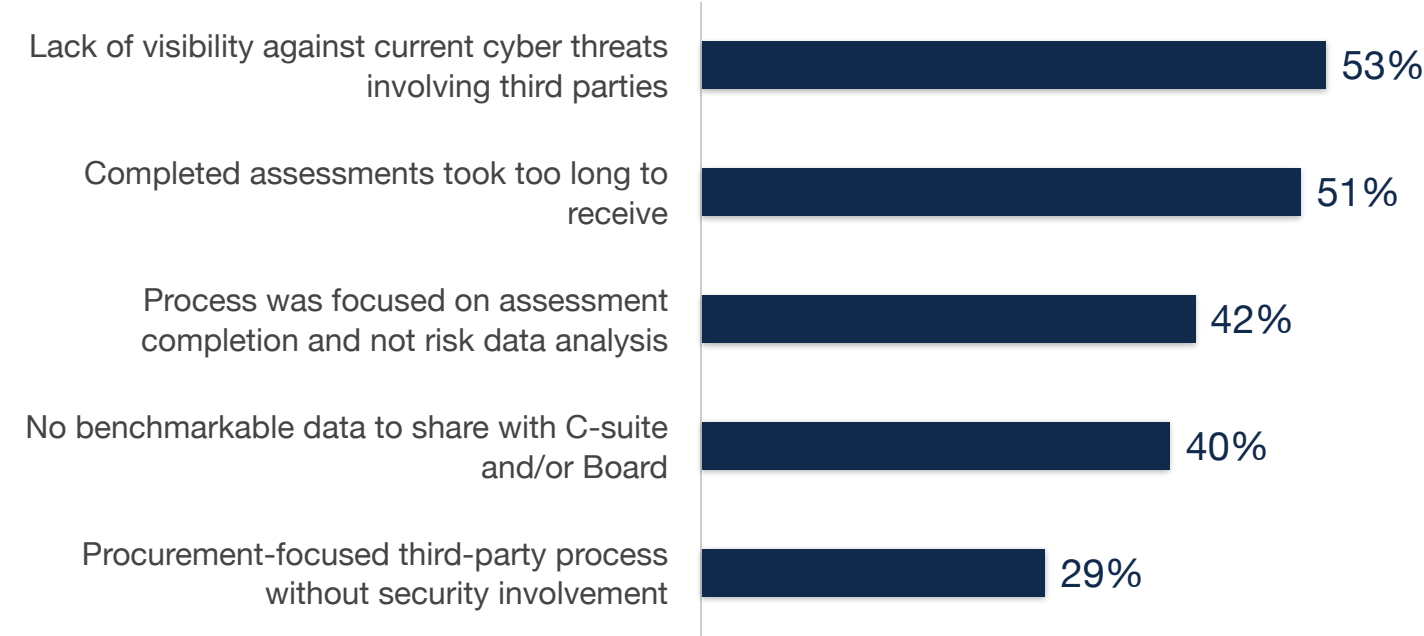 Lack of visibility against current cyber threats
involving third parties
53%
Completed assessments took too long to
receive
51%
Process was focused on assessment
completion and not risk data analysis
42%
No benchmarkable data to share with C-suite
and/or Board
40%
Procurement-focused third-party process
without security involvement
29%